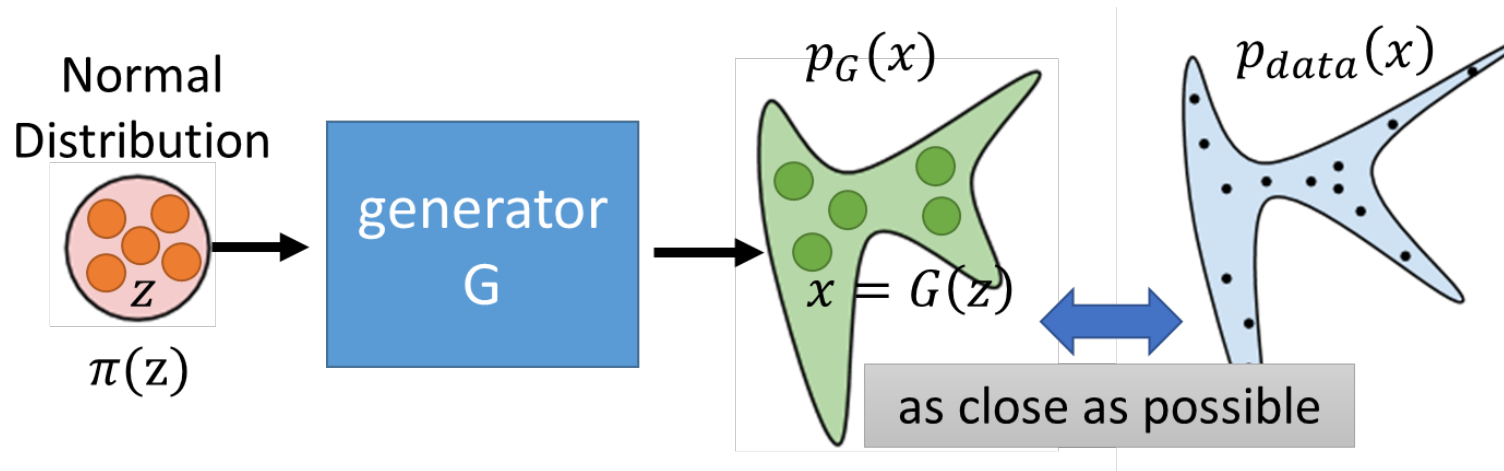 Normal
Distribution
z
π(z)
generator
G
p_G(x)
x = G(z)
p_data(x)
as close as possible